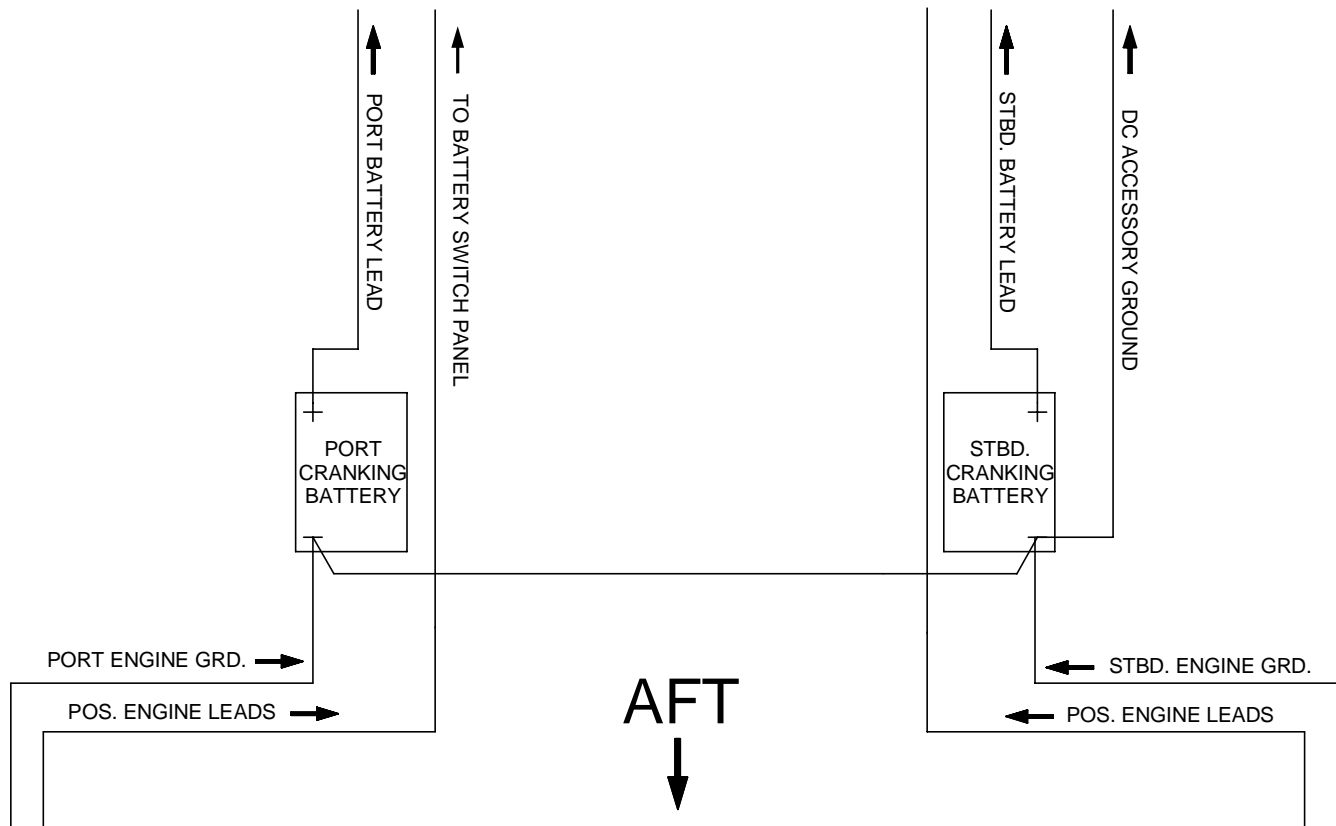 PORT BATTERY LEAD
TO BATTERY SWITCH PANEL
STBD. BATTERY LEAD
DC ACCESSORY GROUND
PORT
CRANKING
BATTERY
STBD.
CRANKING
BATTERY
PORT ENGINE GRD.
STBD. ENGINE GRD.
POS. ENGINE LEADS
AFT
POS. ENGINE LEADS